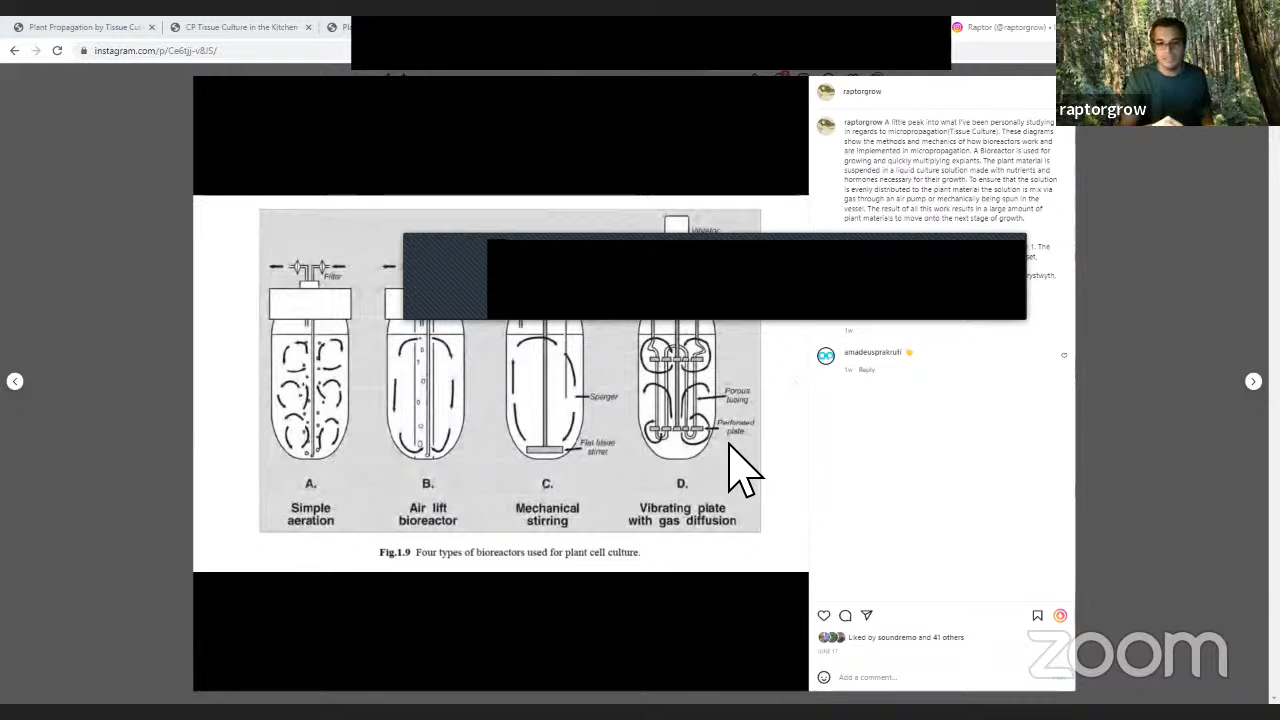 Plant Propagation by Tissue Cul
CP Tissue Culture in the Kitchen
Raptor (@raptorgrow) •
instagram.com/p/Ce6tjj-v8JS/
raptorgrow
raptorgrow
raptorgrow A little peak into what I've been personally studying
in regards to micropropagation(Tissue Culture). These diagrams
show the methods and mechanics of how bioreactors work and
are implemented in micropropagation. A Bioreactor is used for
growing and quickly multiplying explants. The plant material is
suspended in a liquid culture solution made with nutrients and
hormones necessary for their growth. To ensure that the solution
is evenly distributed to the plant material the solution is mix via
gas through an air pump or mechanically being spun in the
vessel. The result of all this work results in a large amount of
plant materials to move onto the next stage of growth.
1. The
1w
amadeusprakruti 👏
1w Reply
Filter
Sparger
Flat blade
stirrer
Porous
tubing
Perforated
plate
A. B. C. D.
Simple
aeration
Air lift
bioreactor
Mechanical
stirring
Vibrating plate
with gas diffusion
Fig.1.9 Four types of bioreactors used for plant cell culture.
Liked by soundremo and 41 others
JUNE 17
Add a comment...
zoom